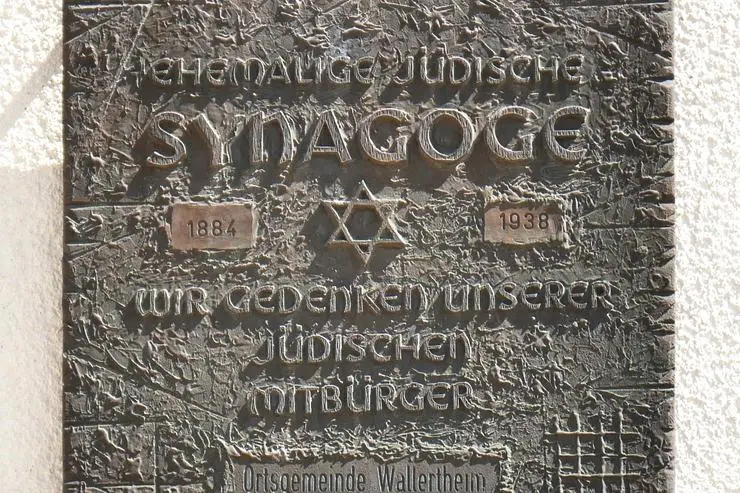 EHEMALIGE JÜDISCHE
SYNAGOGE
1884 1938
WIR GEDENKEN UNSERER
JÜDISCHEN
MITBÜRGER
Ortsgemeinde Wallertheim